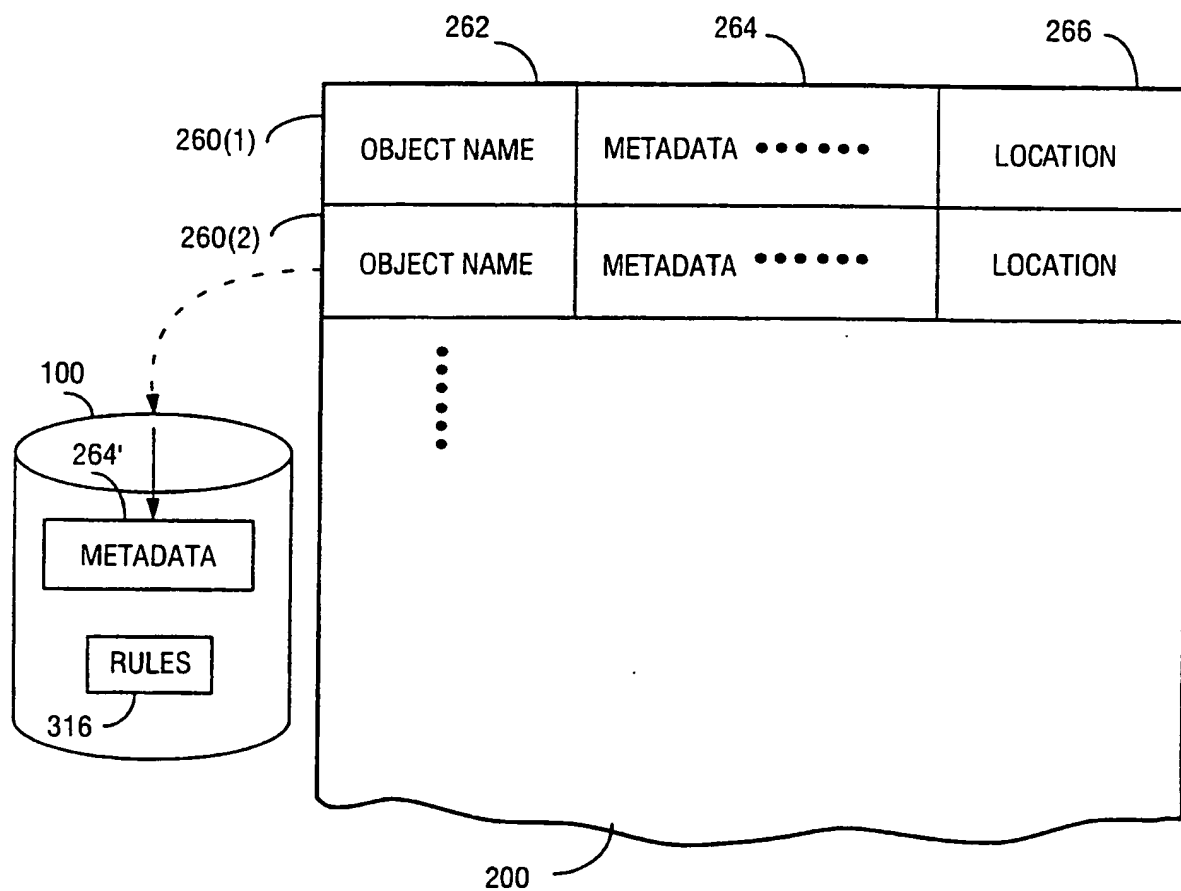 262 264 266
260(1) OBJECT NAME METADATA •••••• LOCATION
260(2) OBJECT NAME METADATA •••••• LOCATION
100
264'
METADATA
RULES
316
200